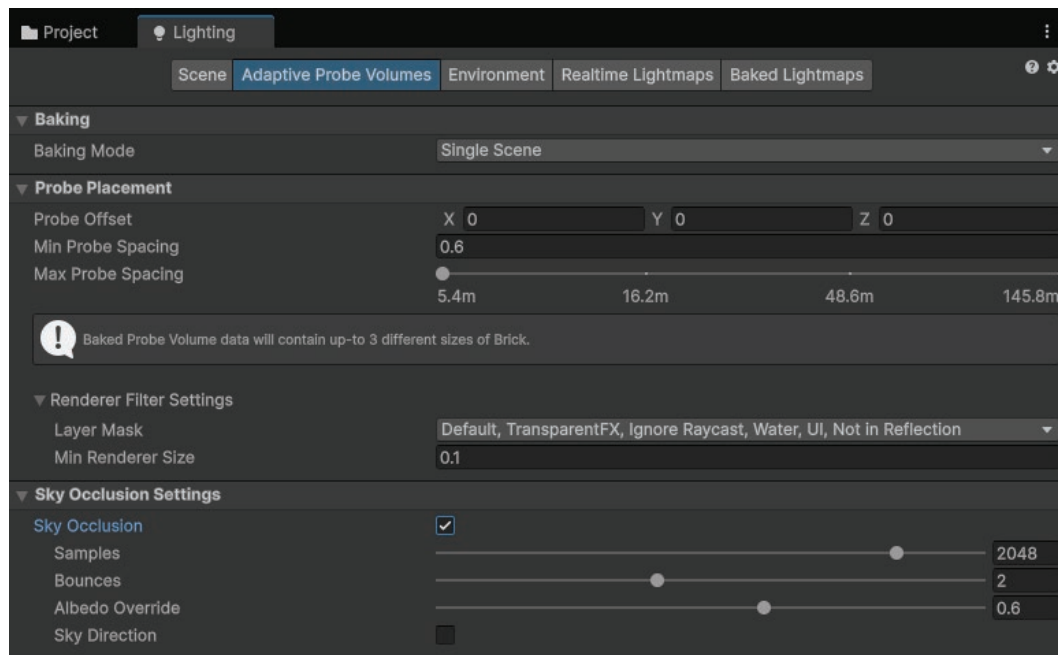 Project Lighting
Scene Adaptive Probe Volumes Environment Realtime Lightmaps Baked Lightmaps
Baking
Baking Mode Single Scene
Probe Placement
Probe Offset X 0 Y 0 Z 0
Min Probe Spacing 0.6
Max Probe Spacing
5.4m 16.2m 48.6m 145.8m
Baked Probe Volume data will contain up-to 3 different sizes of Brick.
Renderer Filter Settings
Layer Mask Default, TransparentFX, Ignore Raycast, Water, UI, Not in Reflection
Min Renderer Size 0.1
Sky Occlusion Settings
Sky Occlusion
Samples 2048
Bounces 2
Albedo Override 0.6
Sky Direction